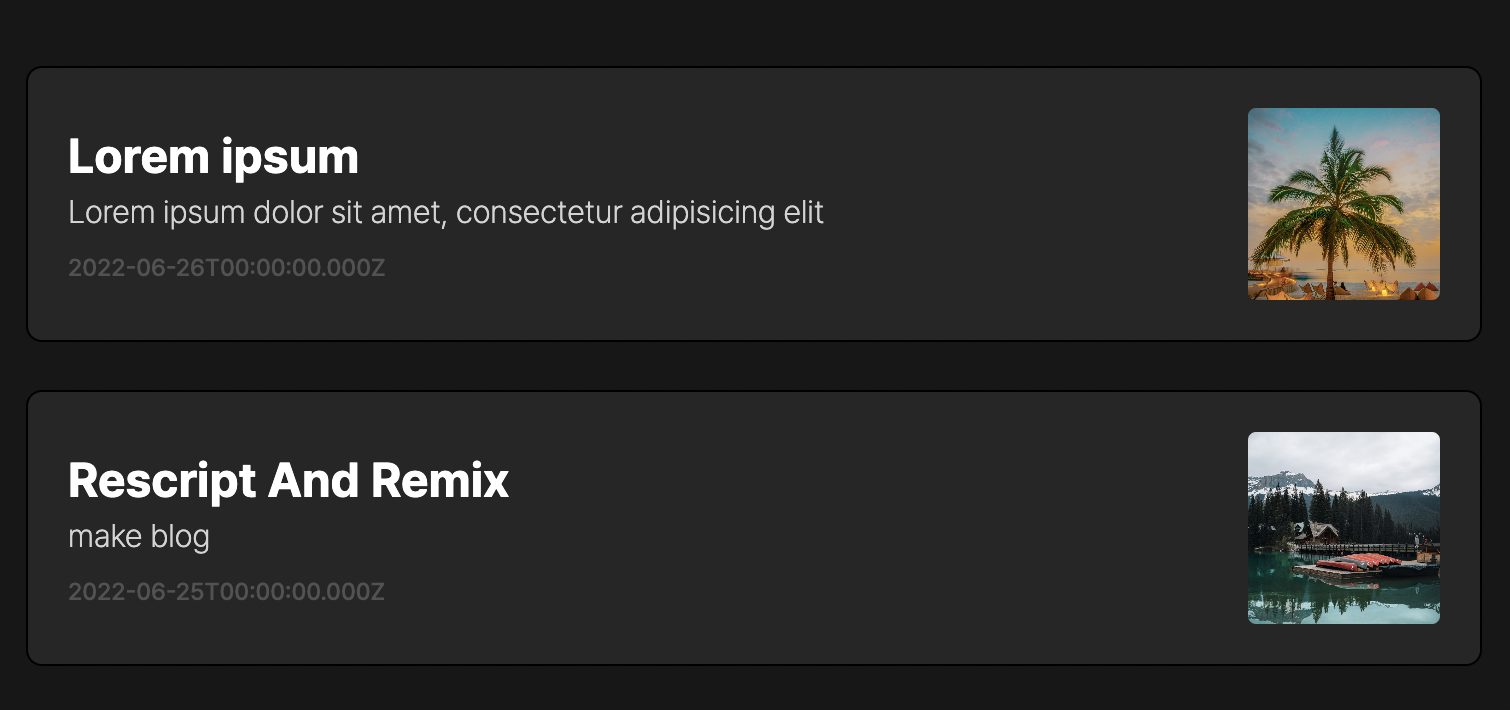 Lorem ipsum
Lorem ipsum dolor sit amet, consectetur adipisicing elit
2022-06-26T00:00:00.000Z
Rescript And Remix
make blog
2022-06-25T00:00:00.000Z